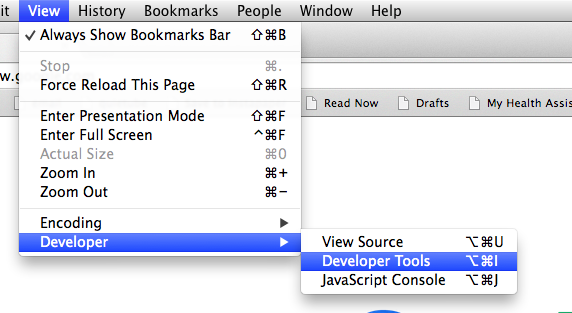 it View History Bookmarks People Window Help
✓ Always Show Bookmarks Bar ⇧⌘B
Stop ⌘.
Force Reload This Page ⇧⌘R
Read Now Drafts My Health Assis
Enter Presentation Mode ⇧⌘F
Enter Full Screen ^⌘F
Actual Size ⌘0
Zoom In ⌘+
Zoom Out ⌘−
Encoding ▶
Developer ▶
View Source ⌥⌘U
Developer Tools ⌥⌘I
JavaScript Console ⌥⌘J